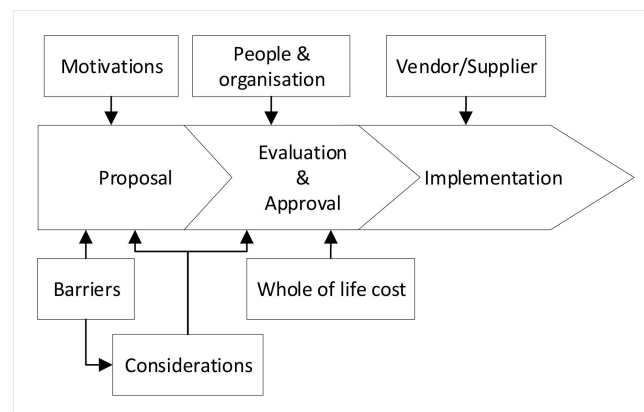 Motivations
People &
organisation
Vendor/Supplier
Proposal
Evaluation
&
Approval
Implementation
Barriers
Whole of life cost
Considerations